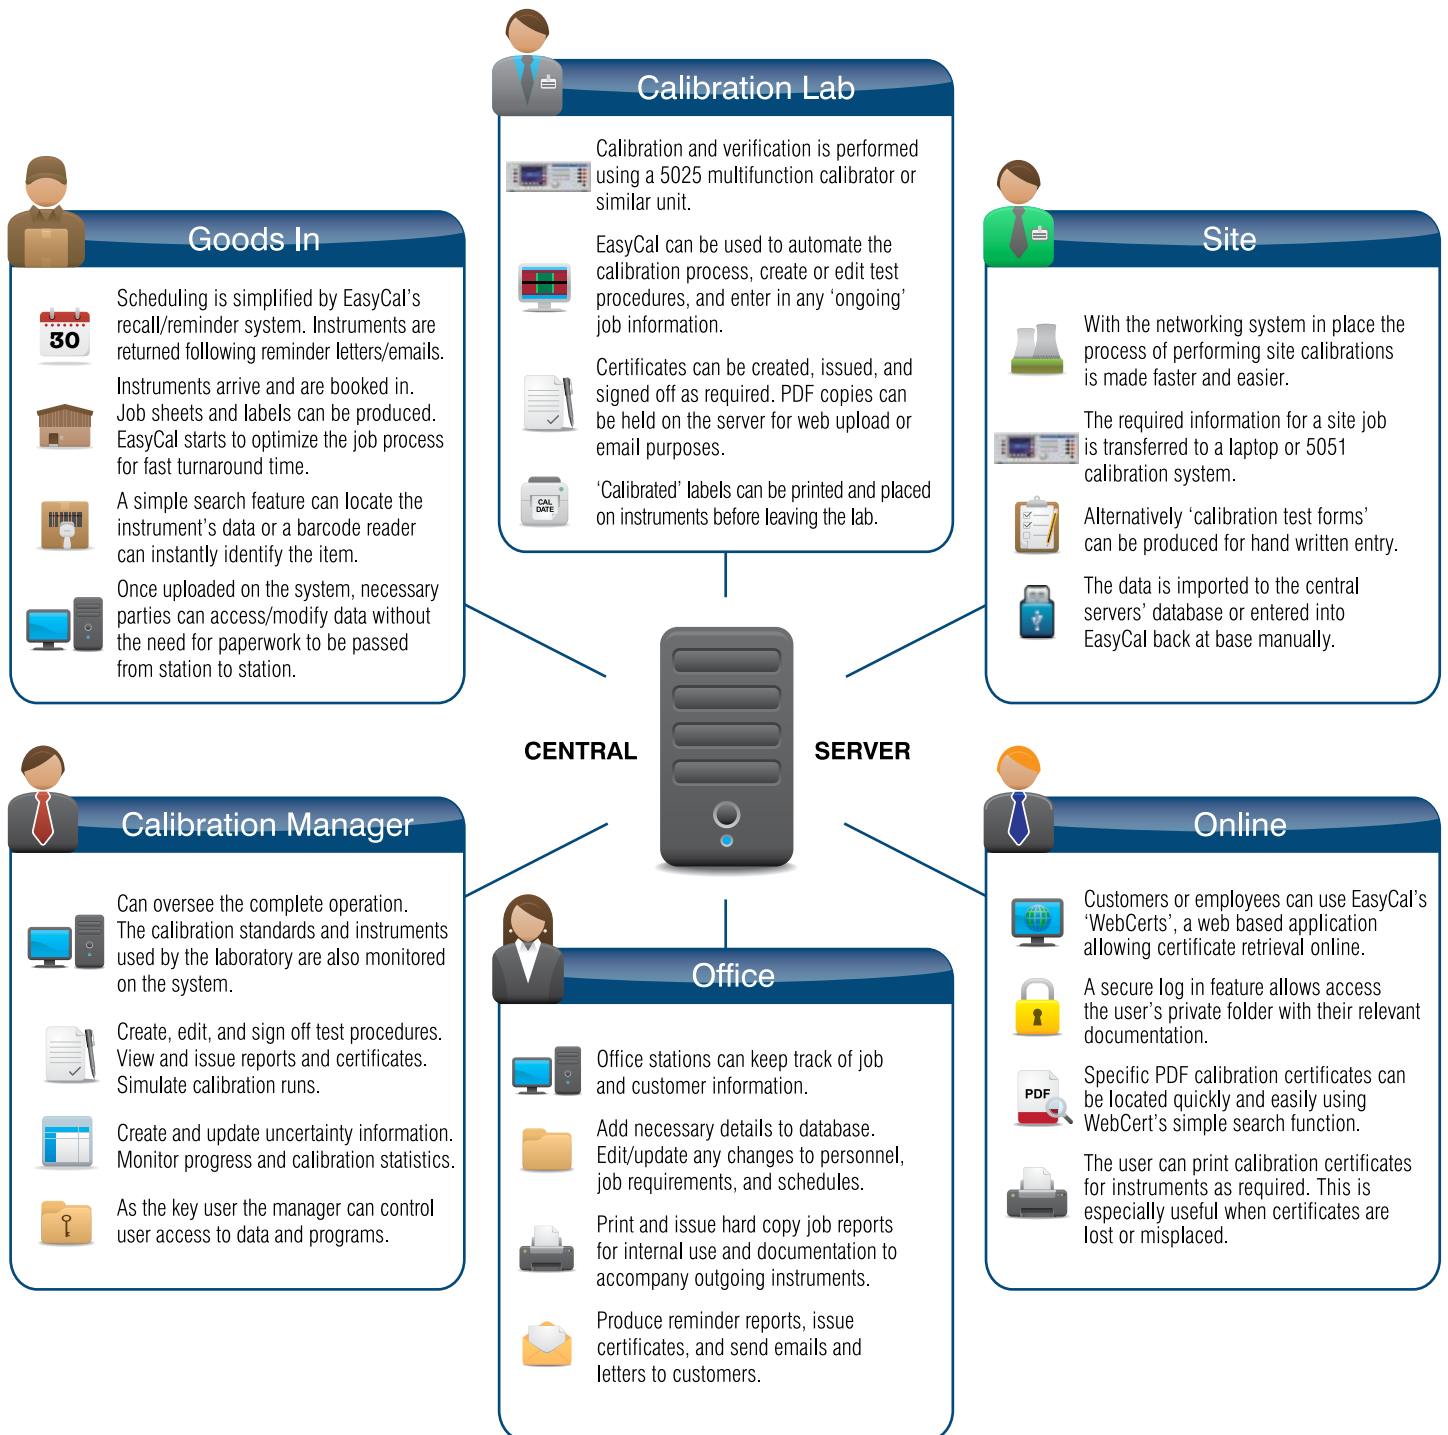 Calibration Lab
Calibration and verification is performed
using a 5025 multifunction calibrator or
similar unit.
EasyCal can be used to automate the
calibration process, create or edit test
procedures, and enter in any ‘ongoing’
job information.
Certificates can be created, issued, and
signed off as required. PDF copies can
be held on the server for web upload or
email purposes.
CAL
DATE
‘Calibrated’ labels can be printed and placed
on instruments before leaving the lab.
Goods In
30
Scheduling is simplified by EasyCal’s
recall/reminder system. Instruments are
returned following reminder letters/emails.
Instruments arrive and are booked in.
Job sheets and labels can be produced.
EasyCal starts to optimize the job process
for fast turnaround time.
A simple search feature can locate the
instrument’s data or a barcode reader
can instantly identify the item.
Once uploaded on the system, necessary
parties can access/modify data without
the need for paperwork to be passed
from station to station.
Site
With the networking system in place the
process of performing site calibrations
is made faster and easier.
The required information for a site job
is transferred to a laptop or 5051
calibration system.
Alternatively ‘calibration test forms’
can be produced for hand written entry.
The data is imported to the central
servers’ database or entered into
EasyCal back at base manually.
CENTRAL SERVER
Calibration Manager
Can oversee the complete operation.
The calibration standards and instruments
used by the laboratory are also monitored
on the system.
Create, edit, and sign off test procedures.
View and issue reports and certificates.
Simulate calibration runs.
Create and update uncertainty information.
Monitor progress and calibration statistics.
As the key user the manager can control
user access to data and programs.
Office
Office stations can keep track of job
and customer information.
Add necessary details to database.
Edit/update any changes to personnel,
job requirements, and schedules.
Print and issue hard copy job reports
for internal use and documentation to
accompany outgoing instruments.
Produce reminder reports, issue
certificates, and send emails and
letters to customers.
Online
Customers or employees can use EasyCal’s
‘WebCerts’, a web based application
allowing certificate retrieval online.
A secure log in feature allows access
the user’s private folder with their relevant
documentation.
PDF
Specific PDF calibration certificates can
be located quickly and easily using
WebCert’s simple search function.
The user can print calibration certificates
for instruments as required. This is
especially useful when certificates are
lost or misplaced.